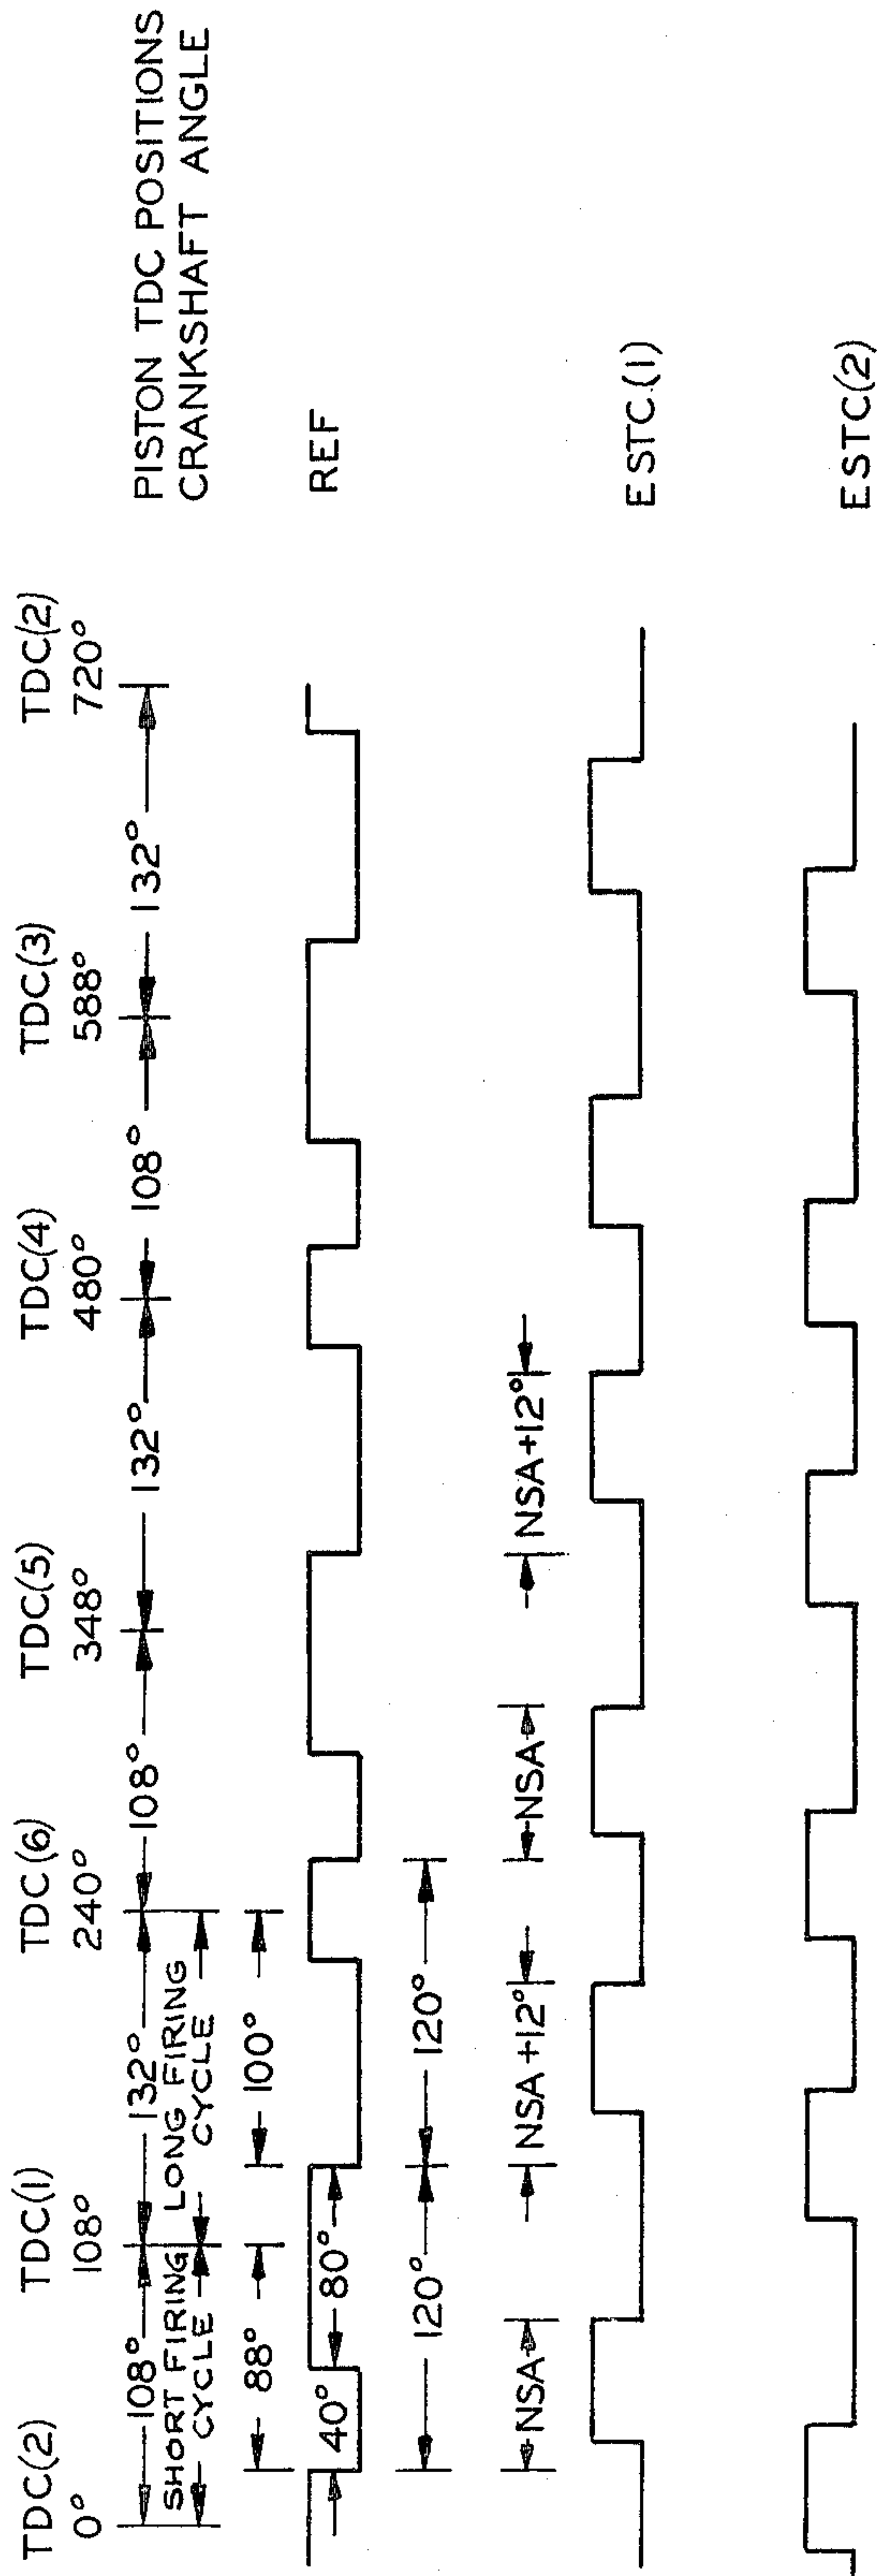 TDC(2) TDC(1) TDC(6) TDC(5) TDC(4) TDC(3) TDC(2)
0° 108° 240° 348° 480° 588° 720°
108° 132° 108° 132° 108° 132°
PISTON TDC POSITIONS
CRANKSHAFT ANGLE
SHORT FIRING LONG FIRING
CYCLE CYCLE
88° 100°
REF
40° 80°
120° 120°
NSA NSA+12° NSA NSA+12°
ESTC.(1)
ESTC(2)